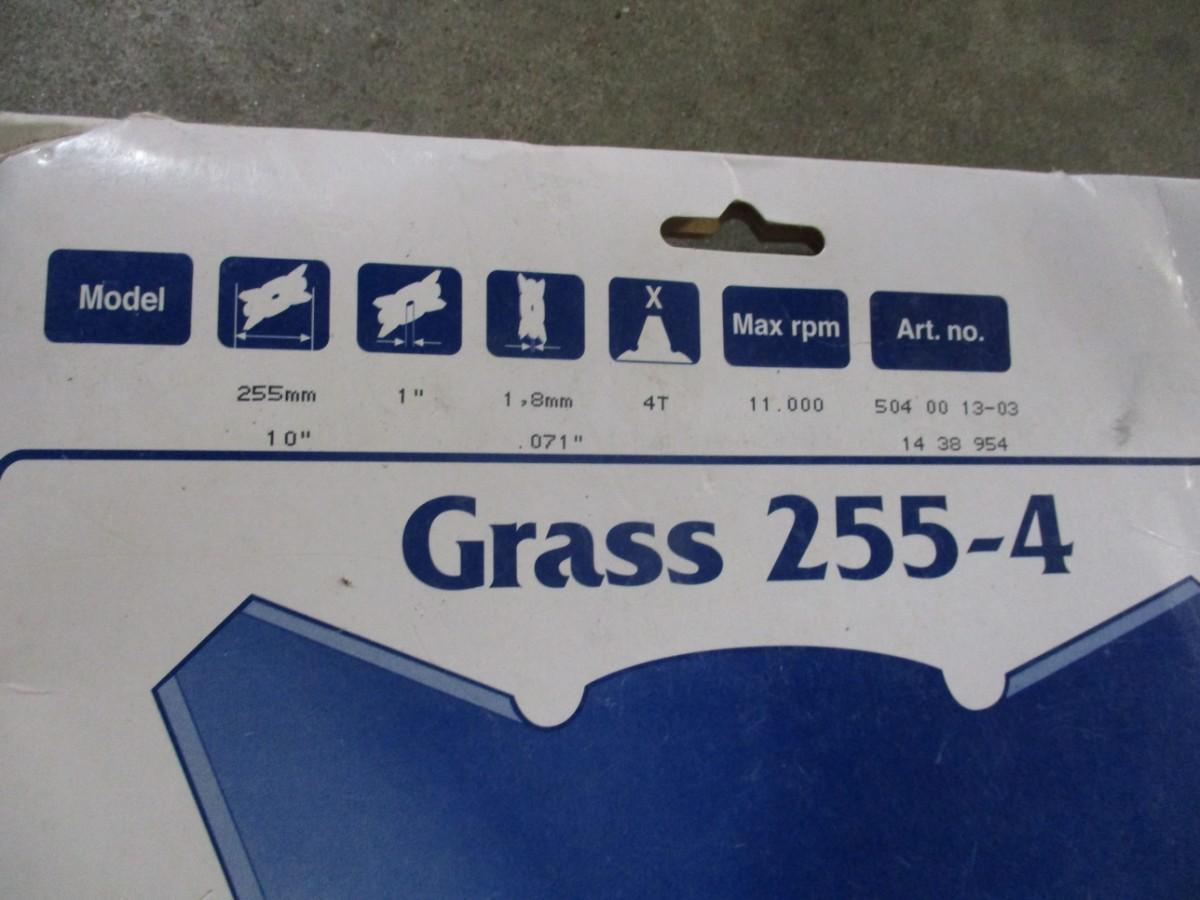 Model X Max rpm Art. no.
255mm 1" 1,8mm 4T 11.000 504 00 13-03
10" .071" 14 38 954
Grass 255-4